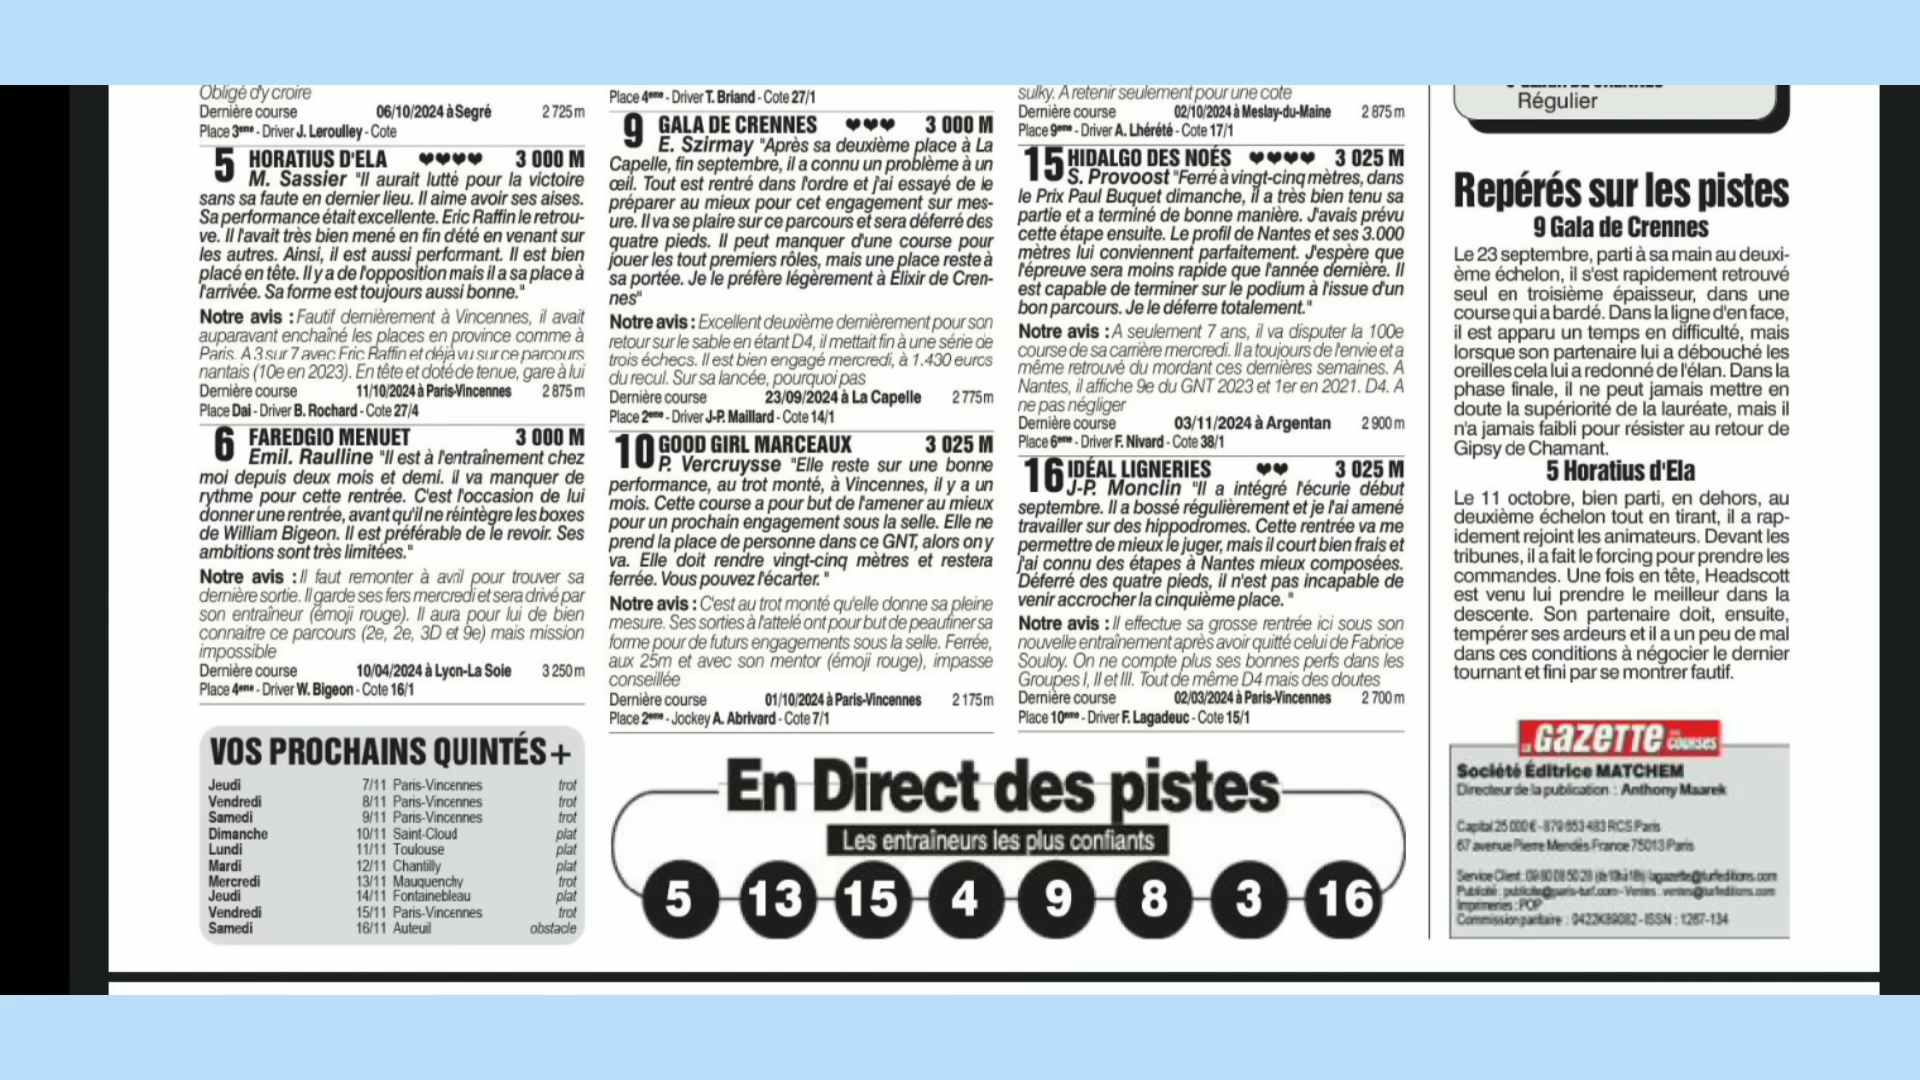 Obligé d'y croire
Dernière course 06/10/2024 à Segré 2 725 m
Place 3ème - Driver J. Leroulley - Cote
5 HORATIUS D'ELA ♥♥♥♥ 3 000 M
M. Sassier "Il aurait lutté pour la victoire
sans sa faute en dernier lieu. Il aime avoir ses aises.
Sa performance était excellente. Eric Raffin le retrou-
ve. Il l'avait très bien mené en fin d'été en venant sur
les autres. Ainsi, il est aussi performant. Il est bien
placé en tête. Il y a de l'opposition mais il a sa place à
l'arrivée. Sa forme est toujours aussi bonne."
Notre avis : Fautif dernièrement à Vincennes, il avait
auparavant enchaîné les places en province comme à
Paris. A 3 sur 7 avec Eric Raffin et déjà vu sur ce parcours
nantais (10e en 2023). En tête et doté de tenue, gare à lui
Dernière course 11/10/2024 à Paris-Vincennes 2 875 m
Place Dai - Driver B. Rochard - Cote 27/4
6 FAREDGIO MENUET 3 000 M
Emil. Raulline "Il est à l'entraînement chez
moi depuis deux mois et demi. il va manquer de
rythme pour cette rentrée. C'est l'occasion de lui
donner une rentrée, avant qu'il ne réintègre les boxes
de William Bigeon. Il est préférable de le revoir. Ses
ambitions sont très limitées."
Notre avis : Il faut remonter à avril pour trouver sa
dernière sortie. Il garde ses fers mercredi et sera drivé par
son entraîneur (émoji rouge). Il aura pour lui de bien
connaitre ce parcours (2e, 2e, 3D et 9e) mais mission
impossible
Dernière course 10/04/2024 à Lyon-La Soie 3 250 m
Place 4ème - Driver W. Bigeon - Cote 16/1
VOS PROCHAINS QUINTÉS+
Jeudi 7/11 Paris-Vincennes trot
Vendredi 8/11 Paris-Vincennes trot
Samedi 9/11 Paris-Vincennes trot
Dimanche 10/11 Saint-Cloud plat
Lundi 11/11 Toulouse plat
Mardi 12/11 Chantilly plat
Mercredi 13/11 Mauquenchy trot
Jeudi 14/11 Fontainebleau plat
Vendredi 15/11 Paris-Vincennes trot
Samedi 16/11 Auteuil obstacle
Place 4ème - Driver T. Briand - Cote 27/1
9 GALA DE CRENNES ♥♥♥ 3 000 M
E. Szirmay "Après sa deuxième place à La
Capelle, fin septembre, il a connu un problème à un
œil. Tout est rentré dans l'ordre et j'ai essayé de le
préparer au mieux pour cet engagement sur mes-
ure. Il va se plaire sur ce parcours et sera déferré des
quatre pieds. Il peut manquer d'une course pour
jouer les tout premiers rôles, mais une place reste à
sa portée. Je le préfère légèrement à Elixir de Cren-
nes"
Notre avis : Excellent deuxième dernièrement pour son
retour sur le sable en étant D4, il mettait fin à une série de
trois échecs. Il est bien engagé mercredi, à 1.430 euros
du recul. Sur sa lancée, pourquoi pas
Dernière course 23/09/2024 à La Capelle 2 775 m
Place 2ème - Driver J-P. Maillard - Cote 14/1
10 GOOD GIRL MARCEAUX 3 025 M
P. Vercruysse "Elle reste sur une bonne
performance, au trot monté, à Vincennes, il y a un
mois. Cette course a pour but de l'amener au mieux
pour un prochain engagement sous la selle. Elle ne
prend la place de personne dans ce GNT, alors on y
va. Elle doit rendre vingt-cinq mètres et restera
ferrée. Vous pouvez l'écarter. "
Notre avis : C'est au trot monté qu'elle donne sa pleine
mesure. Ses sorties à l'attelé ont pour but de peaufiner sa
forme pour de futurs engagements sous la selle. Ferrée,
aux 25m et avec son mentor (émoji rouge), impasse
conseillée
Dernière course 01/10/2024 à Paris-Vincennes 2 175 m
Place 2ème - Jockey A. Abrivard - Cote 7/1
sulky. A retenir seulement pour une cote
Dernière course 02/10/2024 à Meslay-du-Maine 2 875 m
Place 9ème - Driver A. Lhérété - Cote 17/1
15 HIDALGO DES NOÉS ♥♥♥♥ 3 025 M
S. Provoost "Ferré à vingt-cinq mètres, dans
le Prix Paul Buquet dimanche, il a très bien tenu sa
partie et a terminé de bonne manière. J'avais prévu
cette étape ensuite. Le profil de Nantes et ses 3.000
mètres lui conviennent parfaitement. J'espère que
l'épreuve sera moins rapide que l'année dernière. Il
est capable de terminer sur le podium à l'issue d'un
bon parcours. Je le déferre totalement."
Notre avis : A seulement 7 ans, il va disputer la 100e
course de sa carrière mercredi. Il a toujours de l'envie et a
même retrouvé du mordant ces dernières semaines. A
Nantes, il affiche 9e du GNT 2023 et 1er en 2021. D4. A
ne pas négliger
Dernière course 03/11/2024 à Argentan 2 900 m
Place 6ème - Driver F. Nivard - Cote 38/1
16 IDÉAL LIGNERIES ♥♥ 3 025 M
J-P. Monclin "Il a intégré l'écurie début
septembre. Il a bossé régulièrement et je l'ai amené
travailler sur des hippodromes. Cette rentrée va me
permettre de mieux le juger, mais il court bien frais et
j'ai connu des étapes à Nantes mieux composées.
Déferré des quatre pieds, il n'est pas incapable de
venir accrocher la cinquième place. "
Notre avis : Il effectue sa grosse rentrée ici sous son
nouvelle entraînement après avoir quitté celui de Fabrice
Souloy. On ne compte plus ses bonnes perfs dans les
Groupes I, II et III. Tout de même D4 mais des doutes
Dernière course 02/03/2024 à Paris-Vincennes 2 700 m
Place 10ème - Driver F. Lagadeuc - Cote 15/1
En Direct des pistes
Les entraîneurs les plus confiants
5 13 15 4 9 8 3 16
Régulier
Repérés sur les pistes
9 Gala de Crennes
Le 23 septembre, parti à sa main au deuxi-
ème échelon, il s'est rapidement retrouvé
seul en troisième épaisseur, dans une
course qui a bardé. Dans la ligne d'en face,
il est apparu un temps en difficulté, mais
lorsque son partenaire lui a débouché les
oreilles cela lui a redonné de l'élan. Dans la
phase finale, il ne peut jamais mettre en
doute la supériorité de la lauréate, mais il
n'a jamais faibli pour résister au retour de
Gipsy de Chamant.
5 Horatius d'Ela
Le 11 octobre, bien parti, en dehors, au
deuxième échelon tout en tirant, il a rap-
idement rejoint les animateurs. Devant les
tribunes, il a fait le forcing pour prendre les
commandes. Une fois en tête, Headscott
est venu lui prendre le meilleur dans la
descente. Son partenaire doit, ensuite,
tempérer ses ardeurs et il a un peu de mal
dans ces conditions à négocier le dernier
tournant et fini par se montrer fautif.
La GAZETTE DES COURSES
Société Éditrice MATCHEM
Directeur de la publication : Anthony Maarek
Capital 25 000 € - 879 653 483 RCS Paris
67 avenue Pierre Mendès France 75013 Paris
Service Client : 09 80 08 50 28 lagazette@turfeditions.com
Publicité : publicite@paris-turf.com - Ventes : ventes@turfeditions.com
Imprimeries : POP
Commission paritaire : 0422K89082 - ISSN : 1267-134